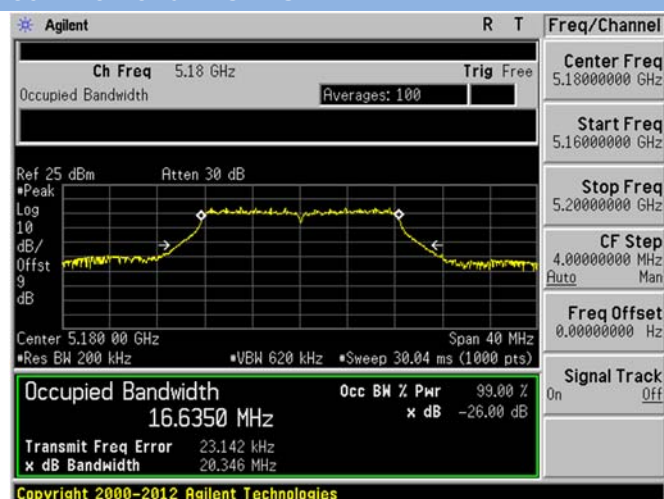 Agilent R T Freq/Channel
Ch Freq 5.18 GHz Trig Free
Occupied Bandwidth Averages: 100
Center Freq
5.18000000 GHz
Start Freq
5.16000000 GHz
Stop Freq
5.20000000 GHz
CF Step
4.00000000 MHz
Auto Man
Freq Offset
0.00000000 Hz
Signal Track
On Off
Ref 25 dBm Atten 30 dB
Peak
Log
10
dB/
Offst
9
dB
Center 5.180 00 GHz Span 40 MHz
Res BW 200 kHz VBW 620 kHz Sweep 30.04 ms (1000 pts)
Occupied Bandwidth Occ BW % Pwr 99.00 %
16.6350 MHz x dB -26.00 dB
Transmit Freq Error 23.142 kHz
x dB Bandwidth 20.346 MHz
Copyright 2000-2012 Agilent Technologies